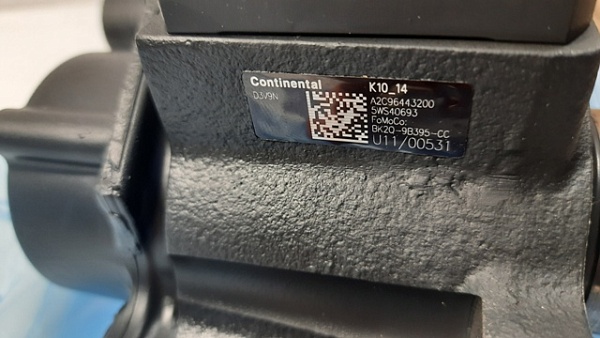 Continental K10_14
D3V9N
A2C96443200
5WS40693
FoMoCo:
BK2Q-9B395-CC
U11/00531